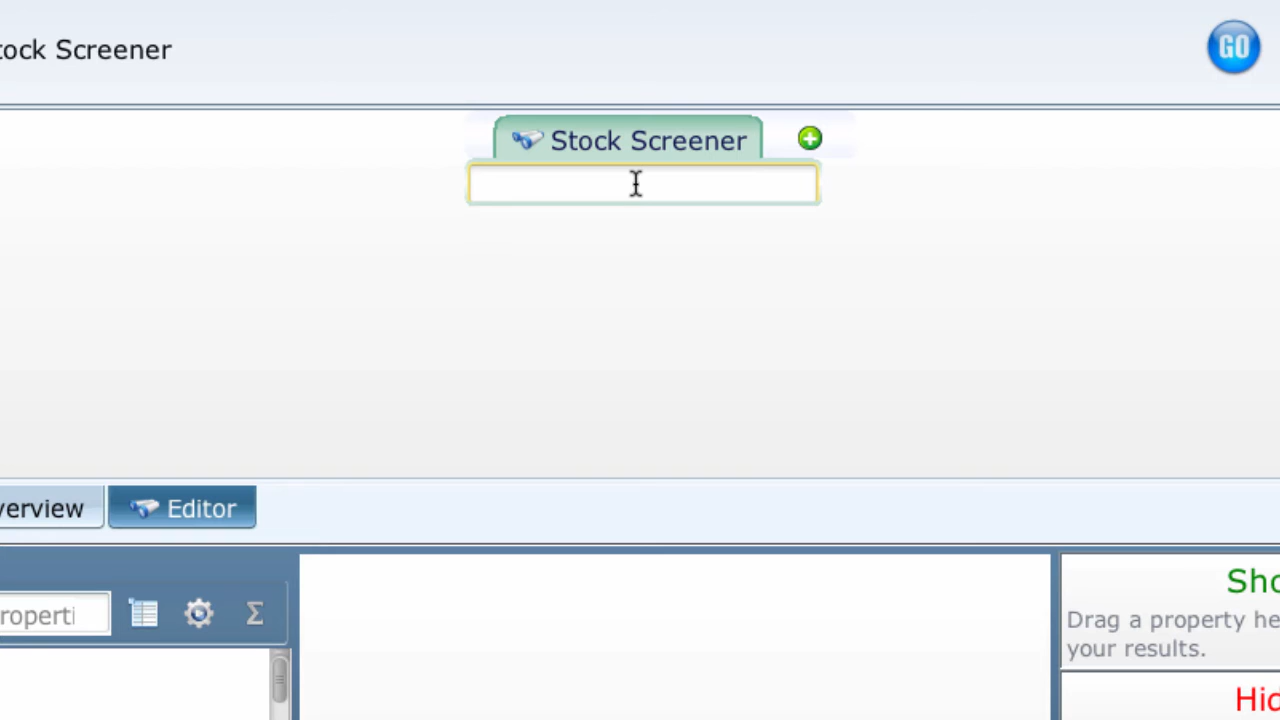 tock Screener
GO
Stock Screener
verview
Editor
roperti
Σ
Sho
Drag a property he
your results.
Hid